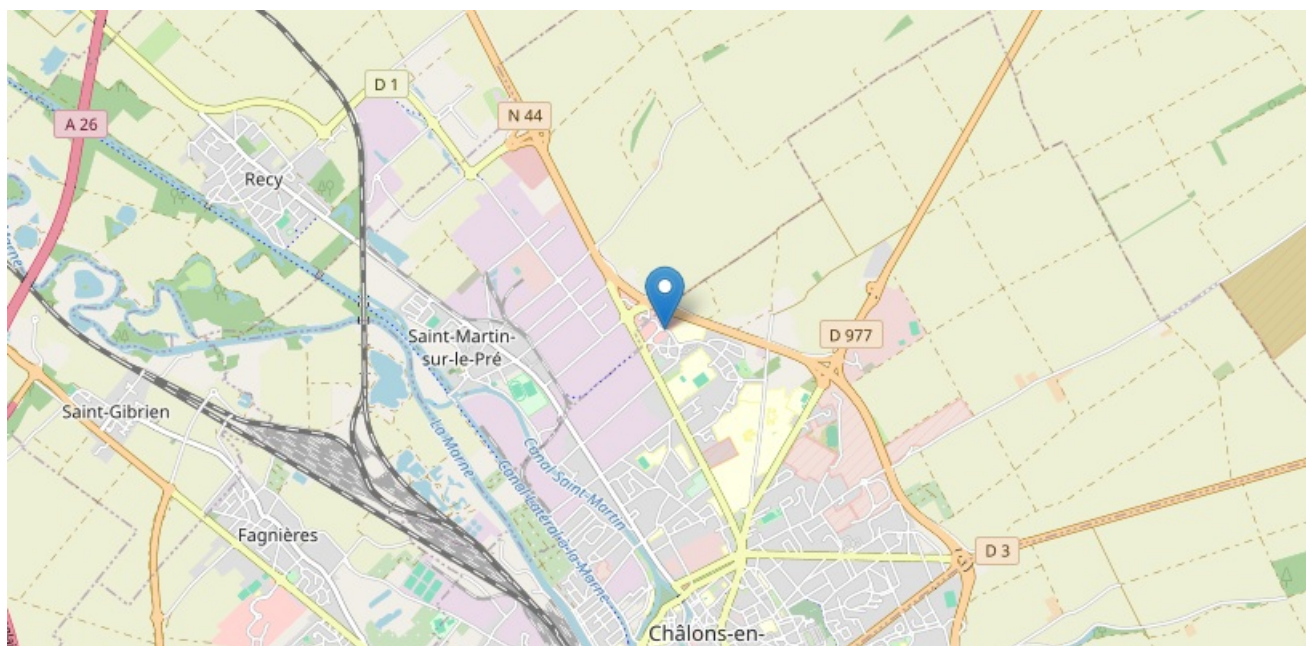 D 1
N 44
A 26
Recy
Marne
Saint-Martin-
sur-le-Pré
D 977
Saint-Gibrien
La Marne
Canal Saint-Martin
Canal Latéral à la Marne
Fagnières
D 3
Châlons-en-